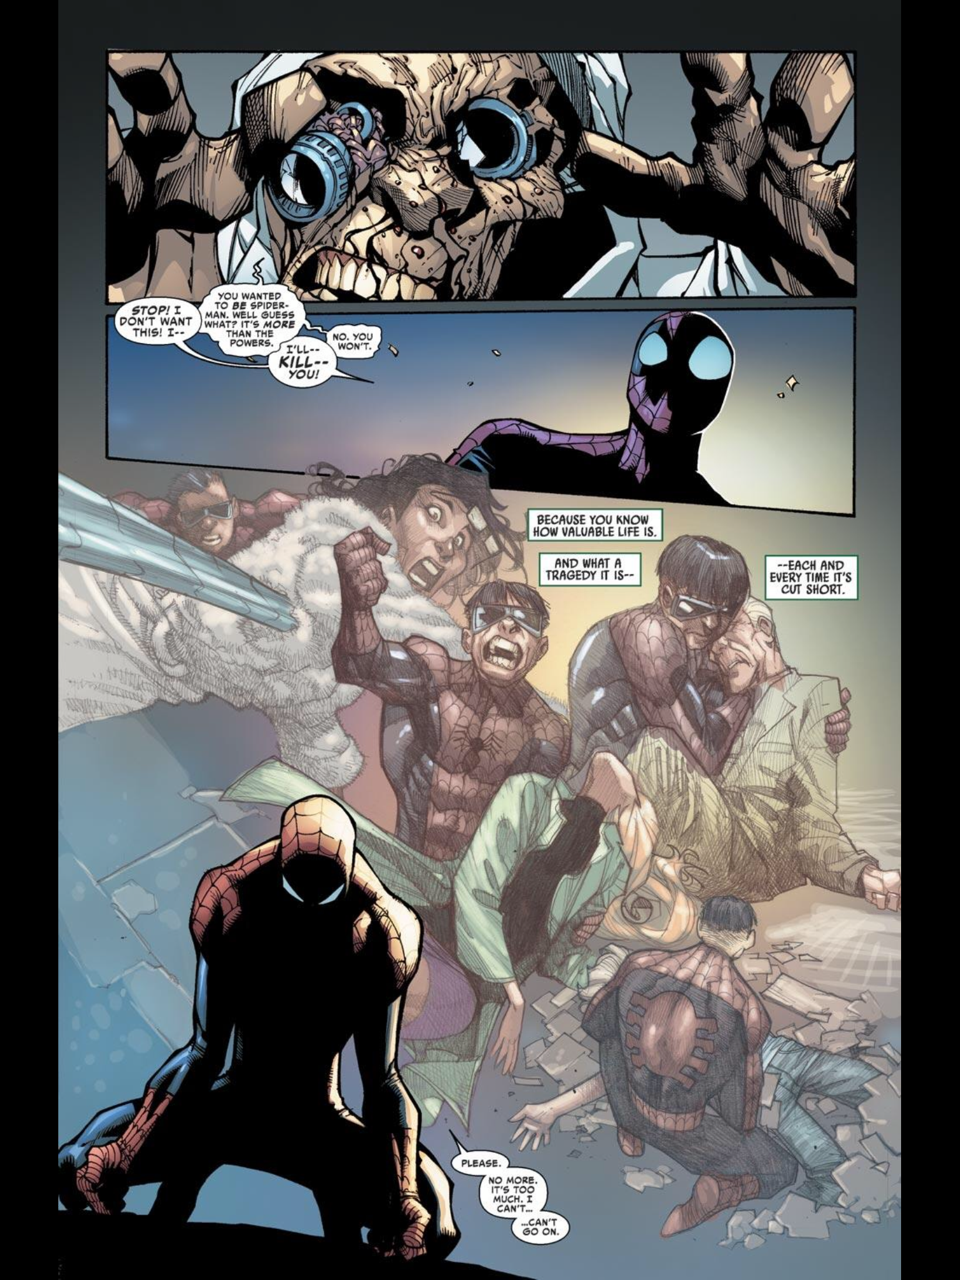 STOP! I
DON'T WANT
THIS! I--
YOU WANTED
TO BE SPIDER-
MAN. WELL GUESS
WHAT? IT'S MORE
THAN THE
POWERS.
I'LL--
KILL--
YOU!
NO. YOU
WON'T.
BECAUSE YOU KNOW
HOW VALUABLE LIFE IS.
AND WHAT A
TRAGEDY IT IS--
--EACH AND
EVERY TIME IT'S
CUT SHORT.
PLEASE.
NO MORE.
IT'S TOO
MUCH. I
CAN'T...
...CAN'T
GO ON.